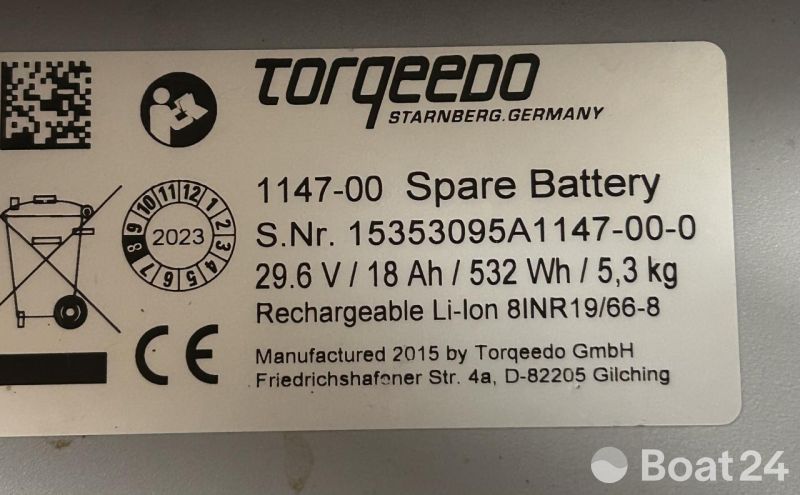 TORQEEDO
STARNBERG.GERMANY
1147-00 Spare Battery
S.Nr. 15353095A1147-00-0
29.6 V / 18 Ah / 532 Wh / 5,3 kg
Rechargeable Li-Ion 8INR19/66-8
Manufactured 2015 by Torqeedo GmbH
Friedrichshafener Str. 4a, D-82205 Gilching
1 2 3 4 5 6 7 8 9 10 11 12
2023
CE
Boat24